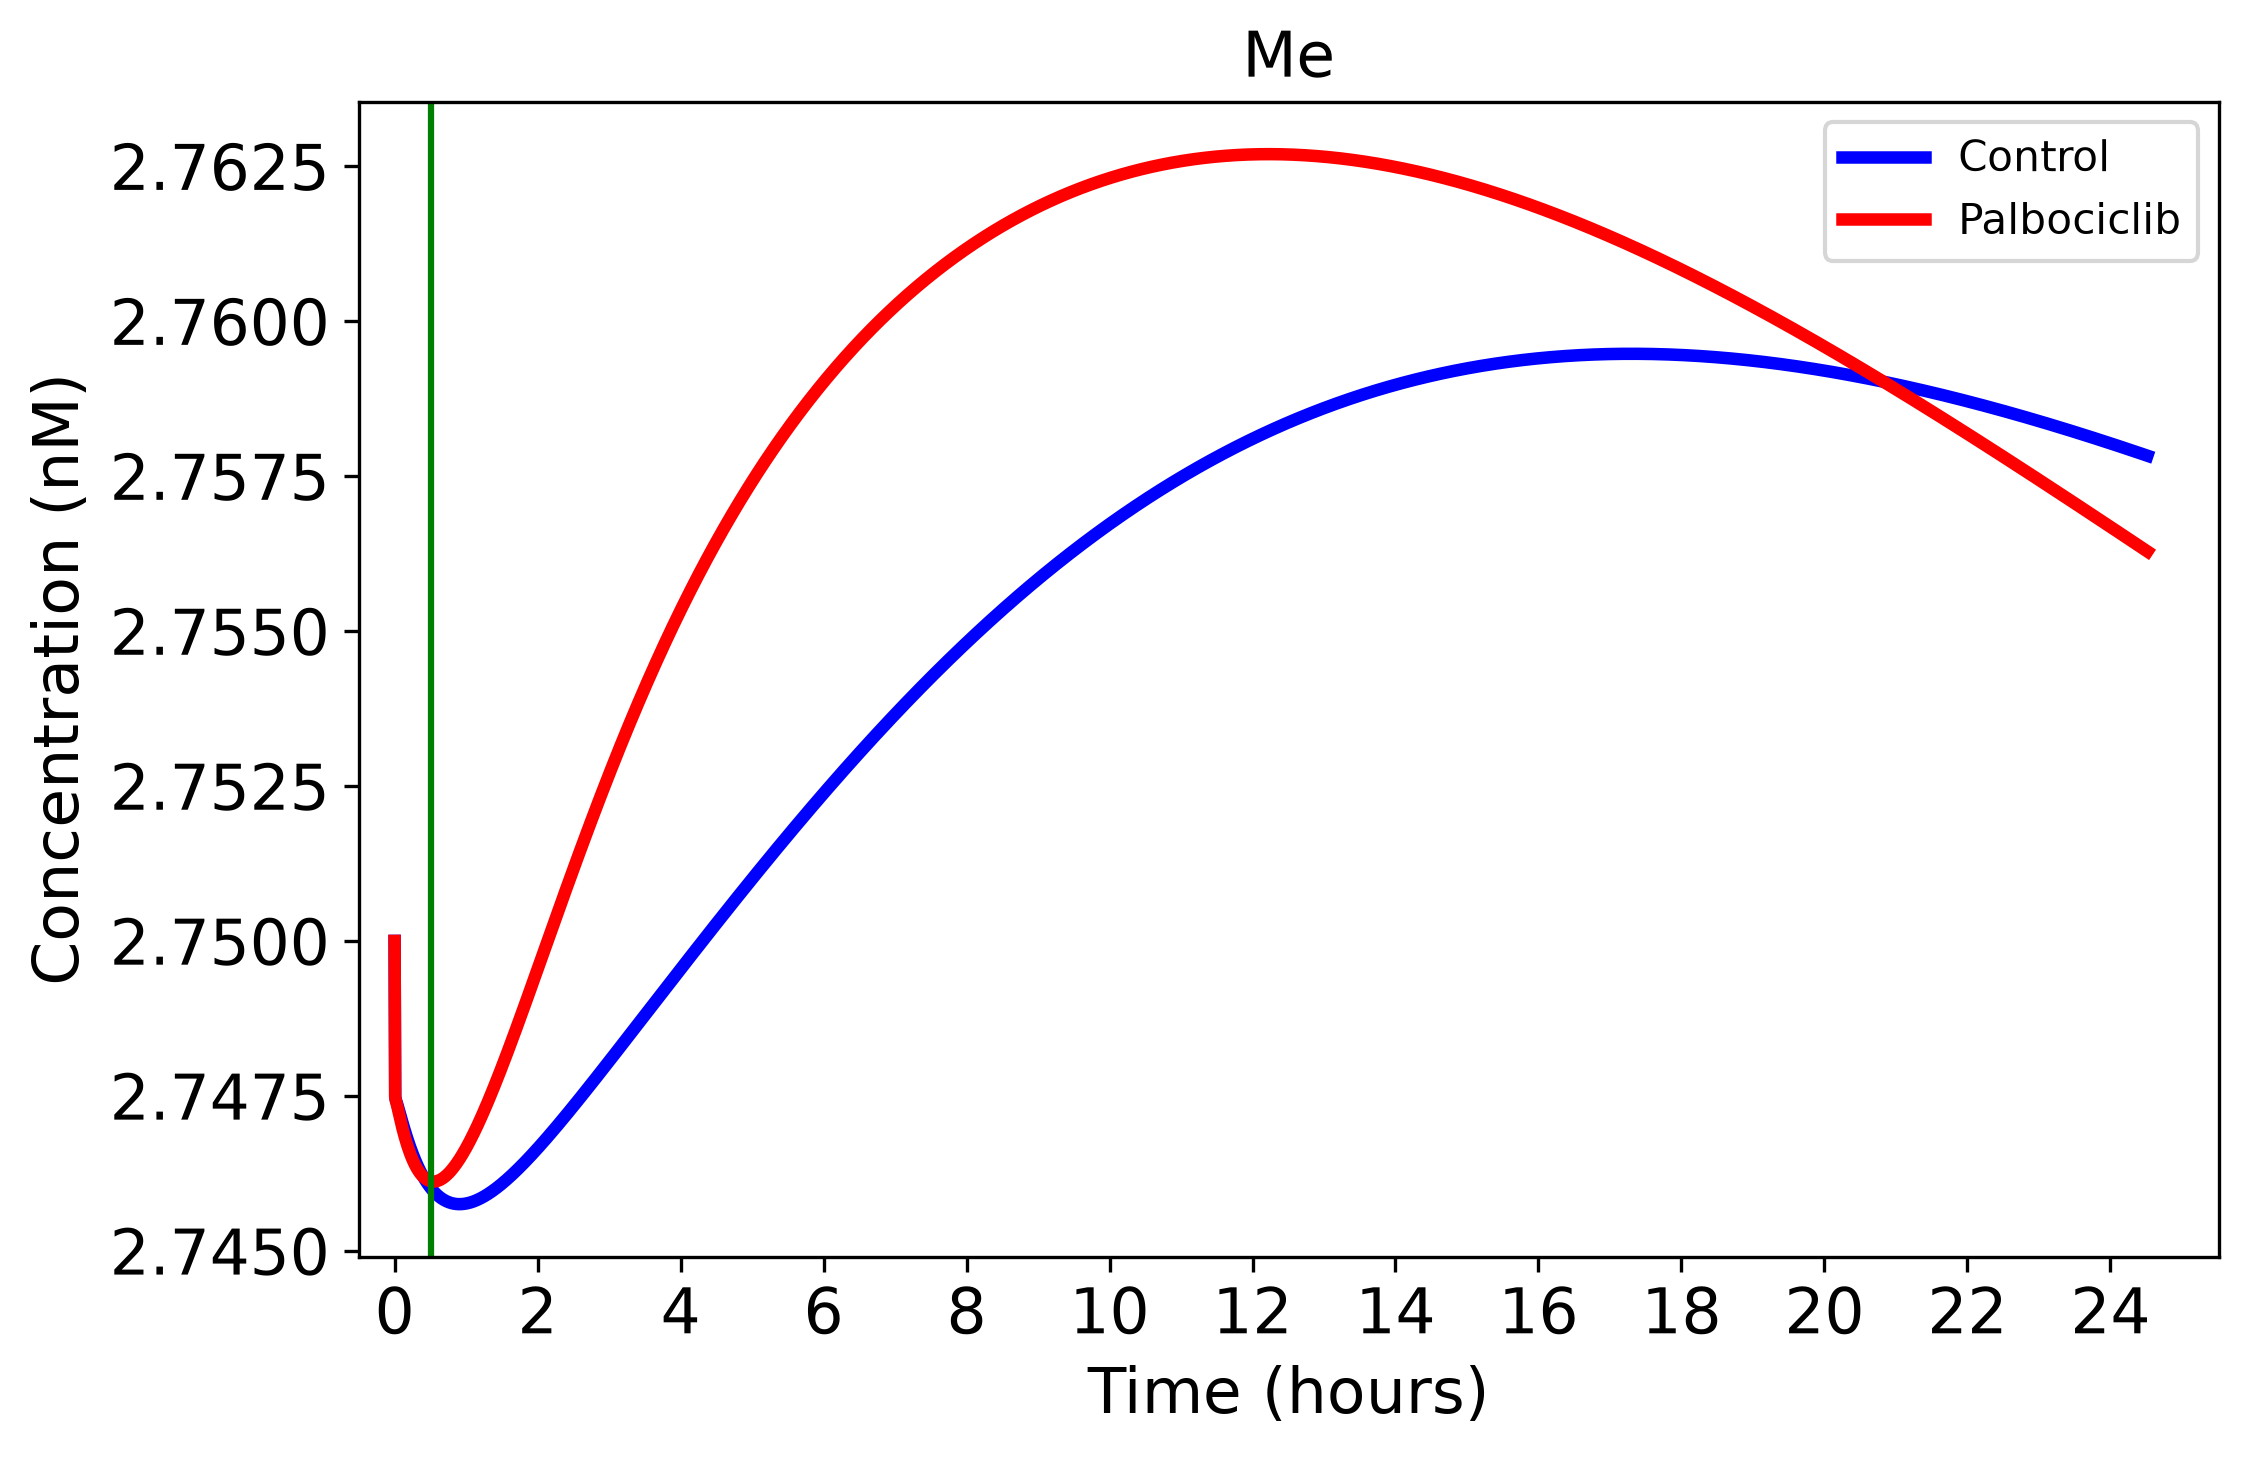 Me
Control
Palbociclib
Concentration (nM)
2.7625
2.7600
2.7575
2.7550
2.7525
2.7500
2.7475
2.7450
0 2 4 6 8 10 12 14 16 18 20 22 24
Time (hours)